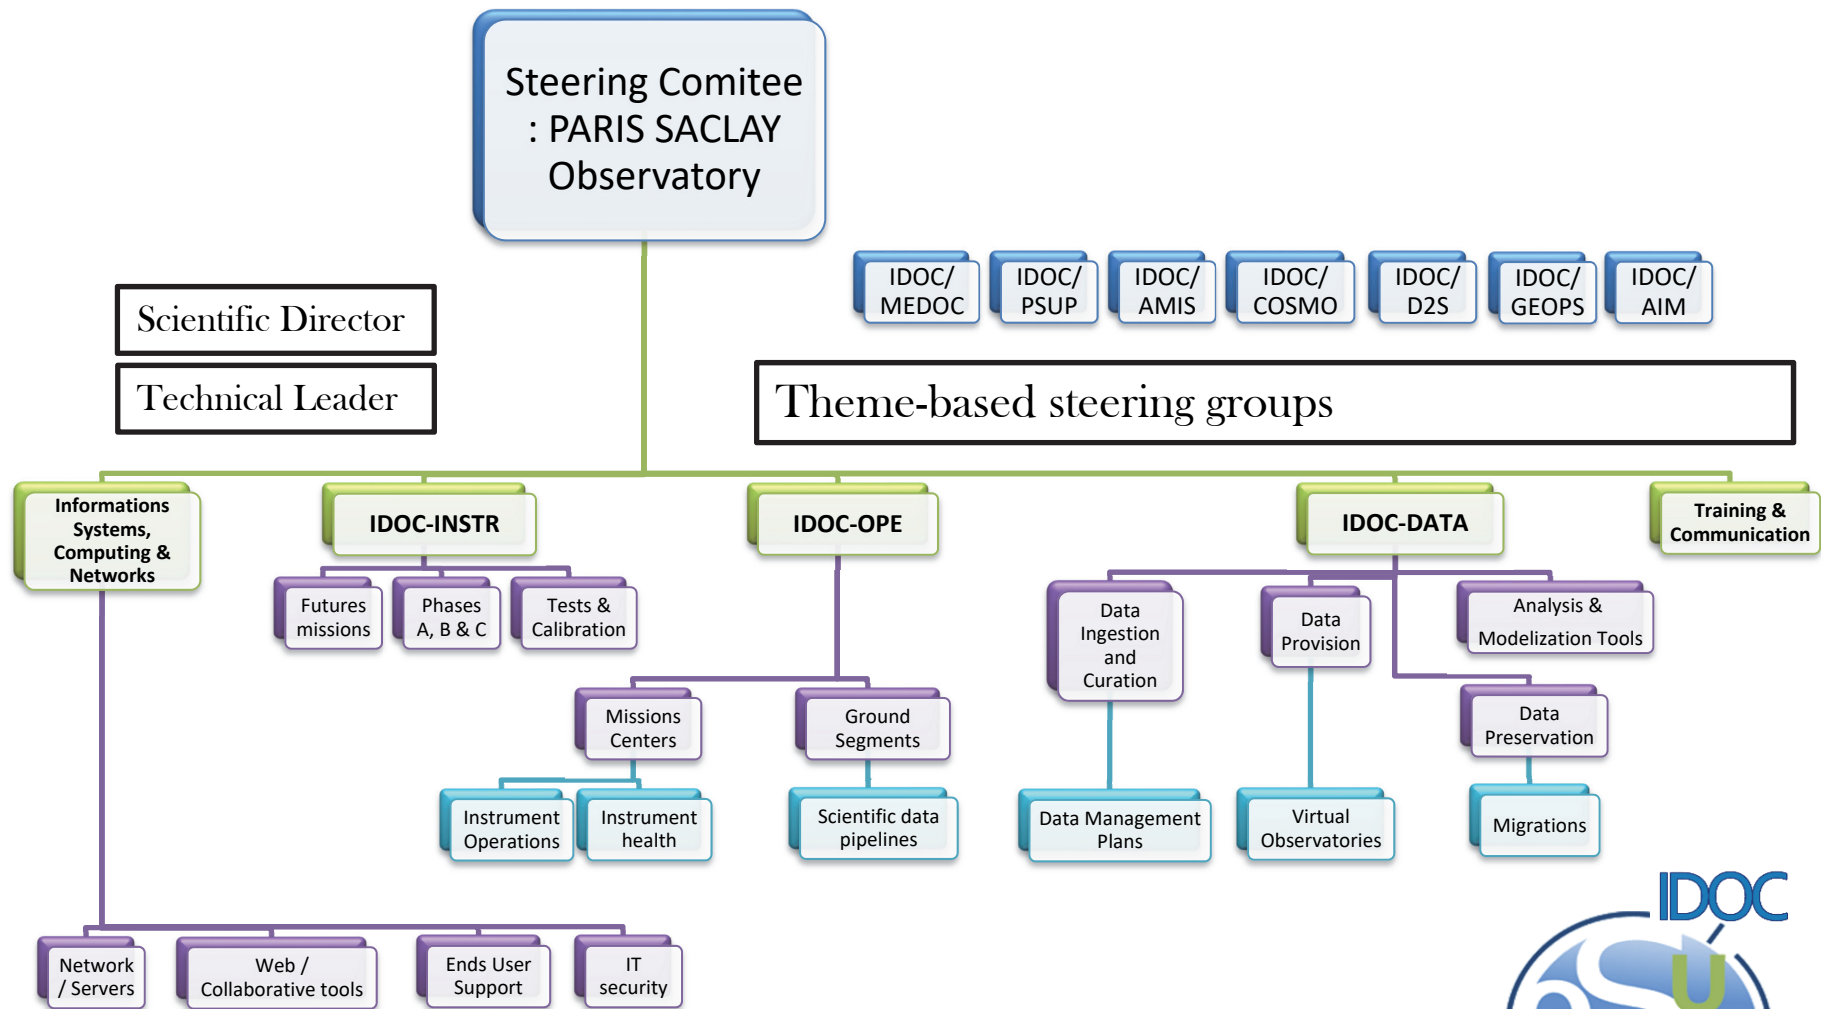 Steering Comitee
: PARIS SACLAY
Observatory
IDOC/
MEDOC
IDOC/
PSUP
IDOC/
AMIS
IDOC/
COSMO
IDOC/
D2S
IDOC/
GEOPS
IDOC/
AIM
Scientific Director
Technical Leader
Theme-based steering groups
Informations
Systems,
Computing &
Networks
IDOC-INSTR
IDOC-OPE
IDOC-DATA
Training &
Communication
Futures
missions
Phases
A, B & C
Tests &
Calibration
Data
Ingestion
and
Curation
Data
Provision
Analysis &
Modelization Tools
Missions
Centers
Ground
Segments
Data
Preservation
Instrument
Operations
Instrument
health
Scientific data
pipelines
Data Management
Plans
Virtual
Observatories
Migrations
Network
/ Servers
Web /
Collaborative tools
Ends User
Support
IT
security
IDOC
SU